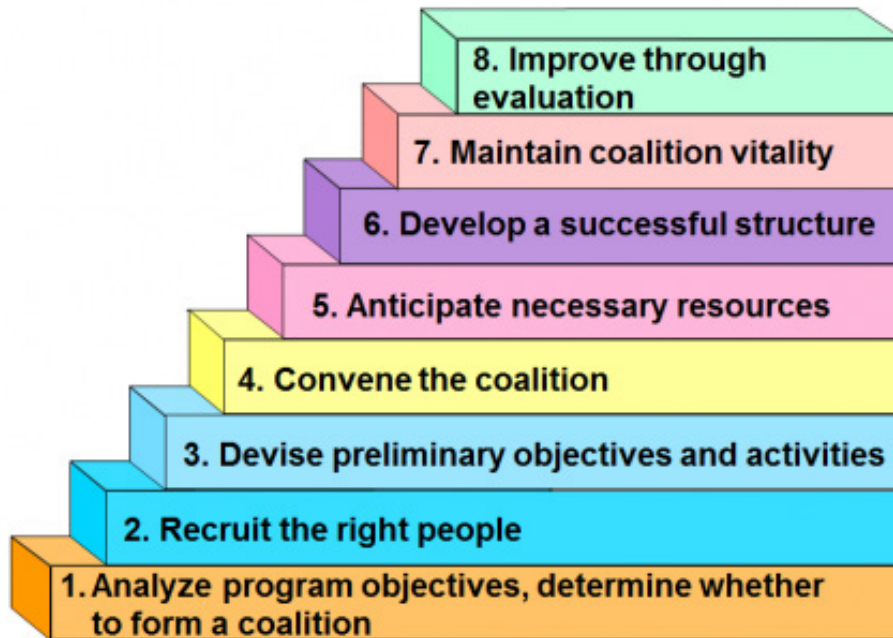 8. Improve through
evaluation
7. Maintain coalition vitality
6. Develop a successful structure
5. Anticipate necessary resources
4. Convene the coalition
3. Devise preliminary objectives and activities
2. Recruit the right people
1. Analyze program objectives, determine whether
to form a coalition